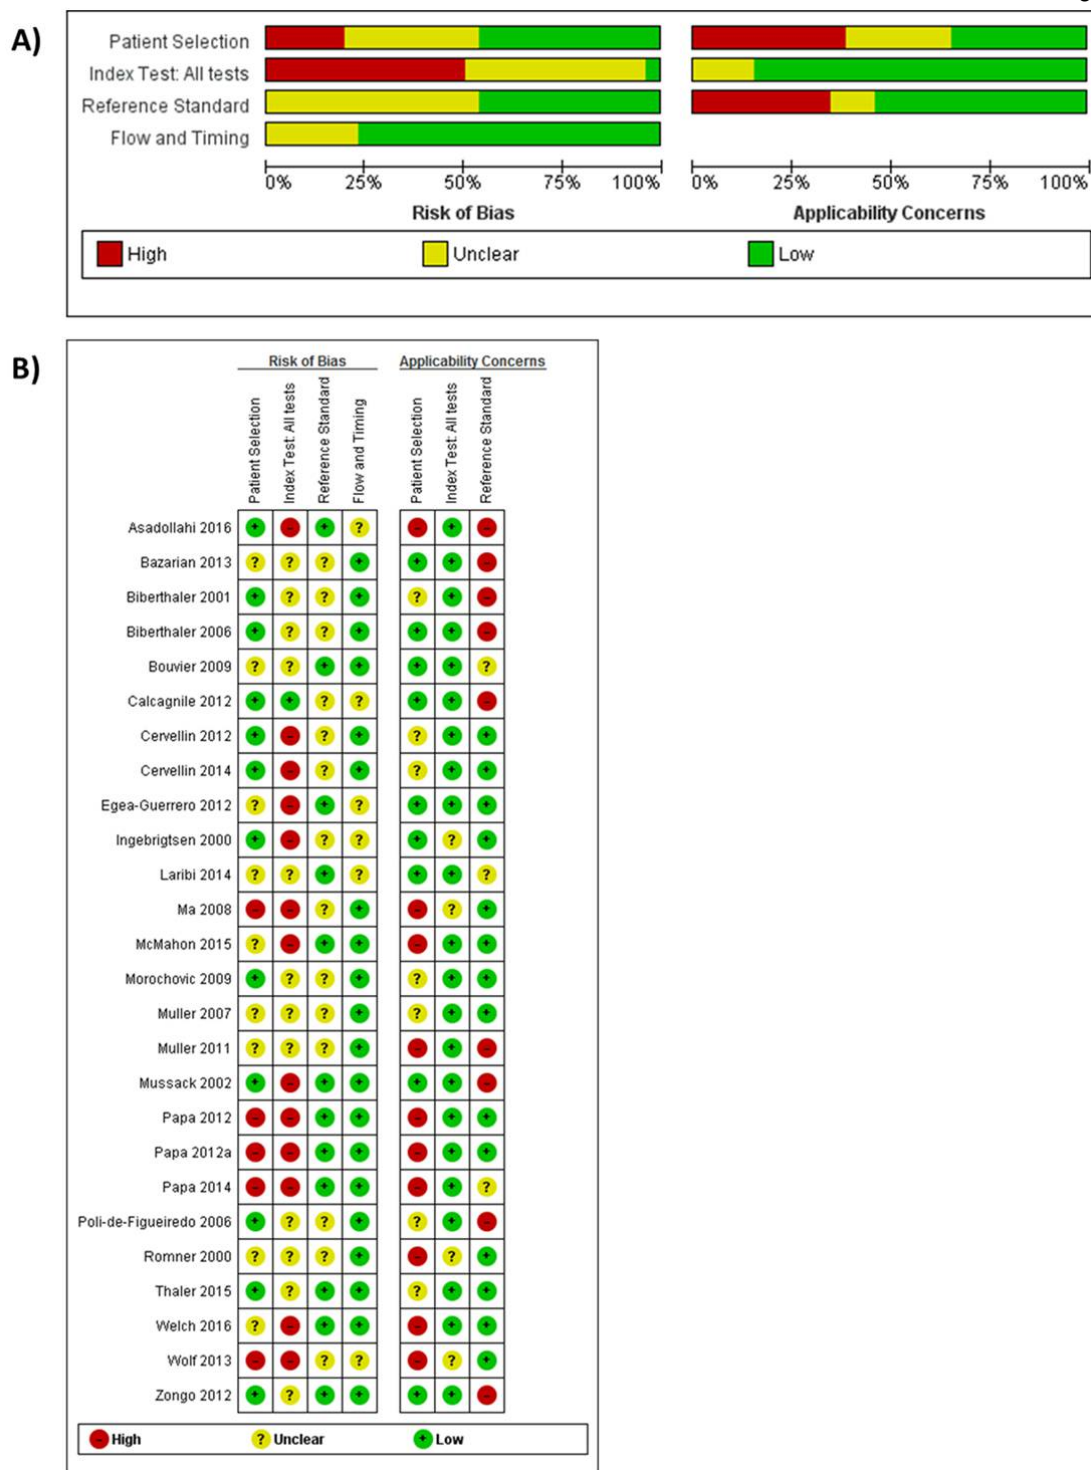 A)
Patient Selection
Index Test: All tests
Reference Standard
Flow and Timing
0% 25% 50% 75% 100% 0% 25% 50% 75% 100%
Risk of Bias Applicability Concerns
High Unclear Low
B)
Risk of Bias Applicability Concerns
Patient Selection
Index Test: All tests
Reference Standard
Flow and Timing
Patient Selection
Index Test: All tests
Reference Standard
Asadollahi 2016 + - + ? - + -
Bazarian 2013 ? ? ? + + + -
Biberthaler 2001 + ? ? + ? + -
Biberthaler 2006 + ? ? + + + -
Bouvier 2009 ? ? + + + + ?
Calcagnile 2012 + + ? ? + + -
Cervellin 2012 + - ? + ? + +
Cervellin 2014 + - ? + ? + +
Egea-Guerrero 2012 ? - + ? + + +
Ingebrigtsen 2000 + - ? ? + ? +
Laribi 2014 ? ? + ? + + ?
Ma 2008 - - ? + - ? +
McMahon 2015 ? - + + - + +
Morochovic 2009 + ? ? + ? + +
Muller 2007 ? ? ? + ? + +
Muller 2011 ? ? ? + - + -
Mussack 2002 + - + + + + -
Papa 2012 - - + + - + +
Papa 2012a - - + + - + +
Papa 2014 - - + + - + ?
Poli-de-Figueiredo 2006 + ? ? + ? + -
Romner 2000 ? ? ? + - ? +
Thaler 2015 + ? + + ? + +
Welch 2016 ? - + + - + +
Wolf 2013 - - ? ? - ? +
Zongo 2012 + ? + + + + -
- High ? Unclear + Low